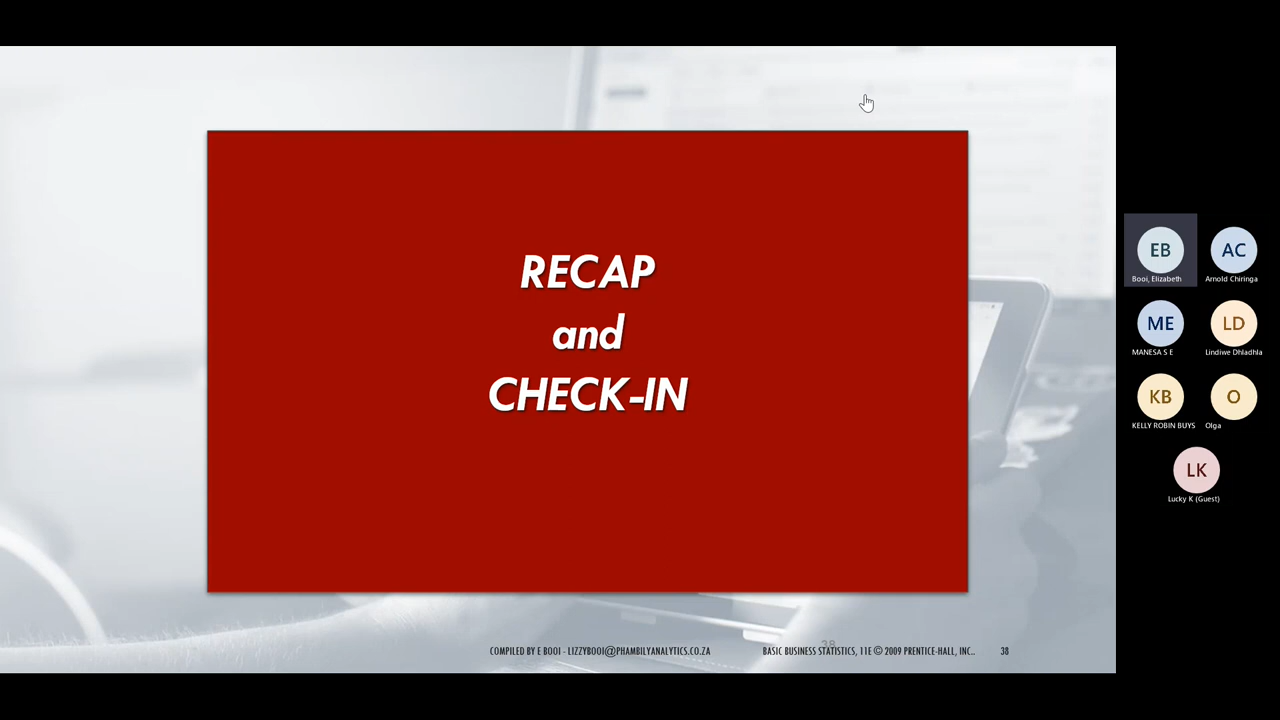 RECAP
and
CHECK-IN
COMPILED BY E BOOI - LIZZYBOOI@PHAMBILYANALYTICS.CO.ZA
38
BASIC BUSINESS STATISTICS, 11E © 2009 PRENTICE-HALL, INC..
38
EB
Booi, Elizabeth
AC
Arnold Chiringa
ME
MANESA S E
LD
Lindiwe Dhladhla
KB
KELLY ROBIN BUYS
O
Olga
LK
Lucky K (Guest)